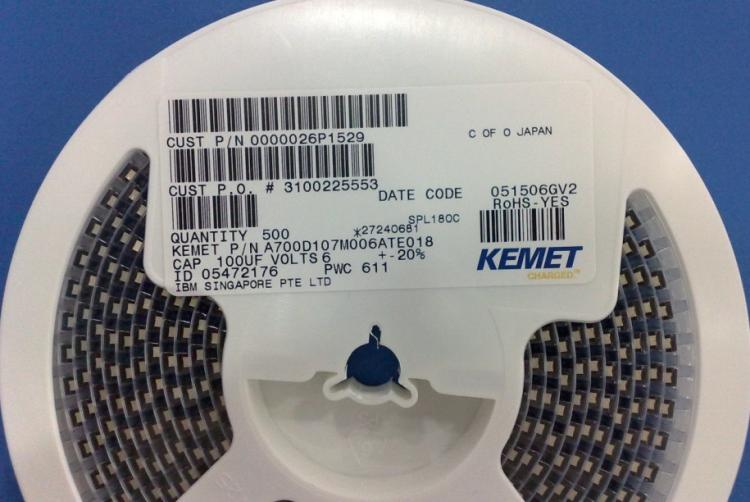 CUST P/N 0000026P1529
C OF O JAPAN
CUST P.O. # 3100225553
DATE CODE 051506GV2
RoHS-YES
SPL180C
QUANTITY 500 *27240681
KEMET P/N A700D107M006ATE018
CAP 100UF VOLTS 6 +-20%
ID 05472176 PWC 611
IBM SINGAPORE PTE LTD
KEMET
CHARGED.™